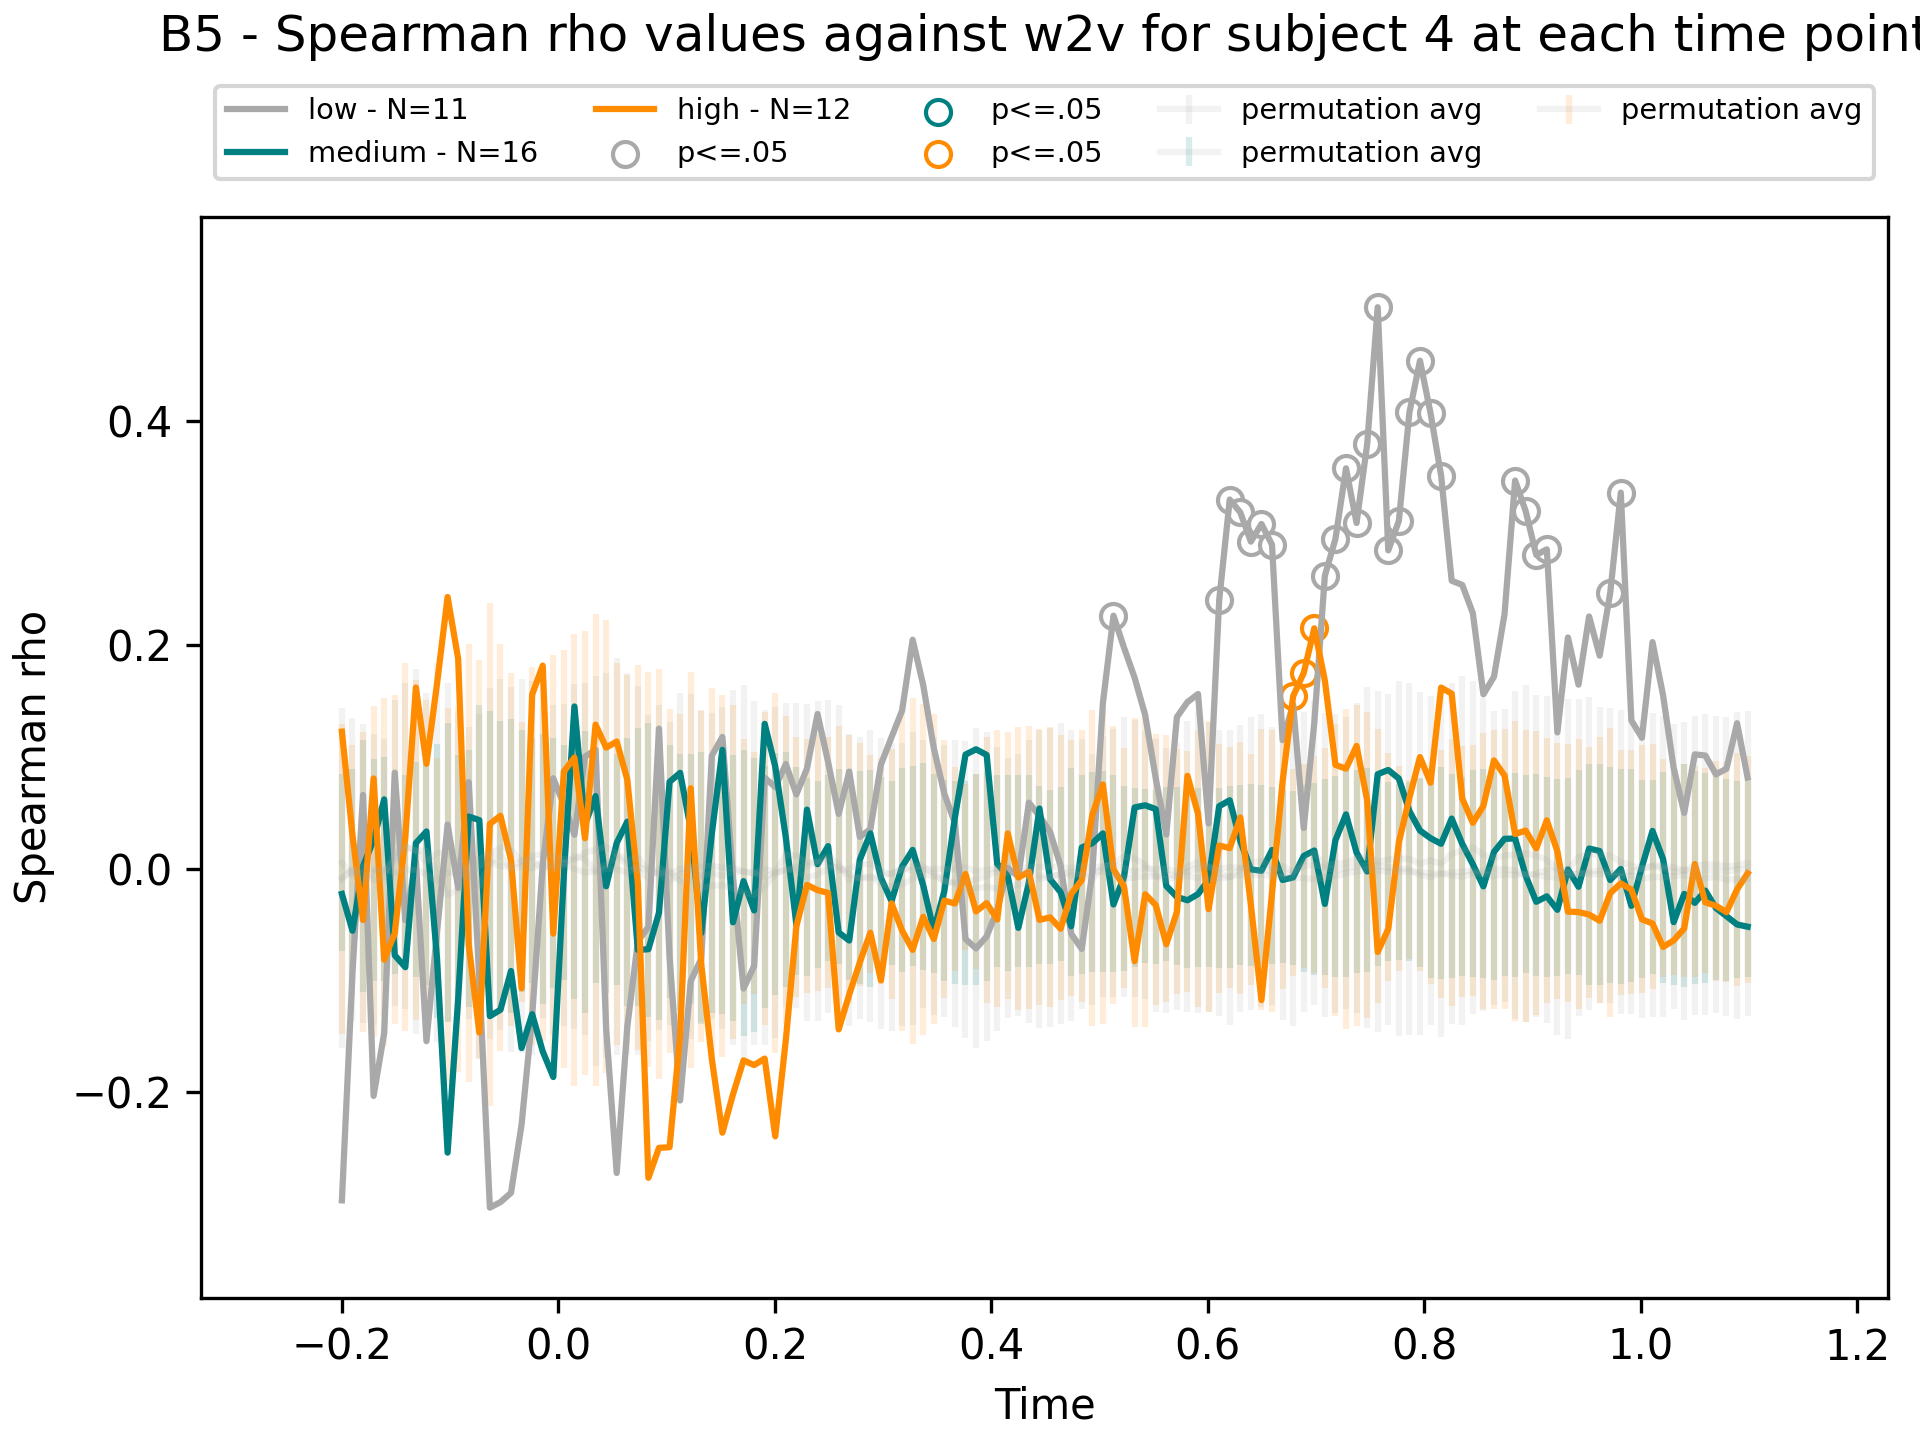 B5 - Spearman rho values against w2v for subject 4 at each time point
low - N=11
medium - N=16
high - N=12
p<=.05
p<=.05
p<=.05
permutation avg
permutation avg
permutation avg
Spearman rho
0.4
0.2
0.0
−0.2
−0.2 0.0 0.2 0.4 0.6 0.8 1.0 1.2
Time